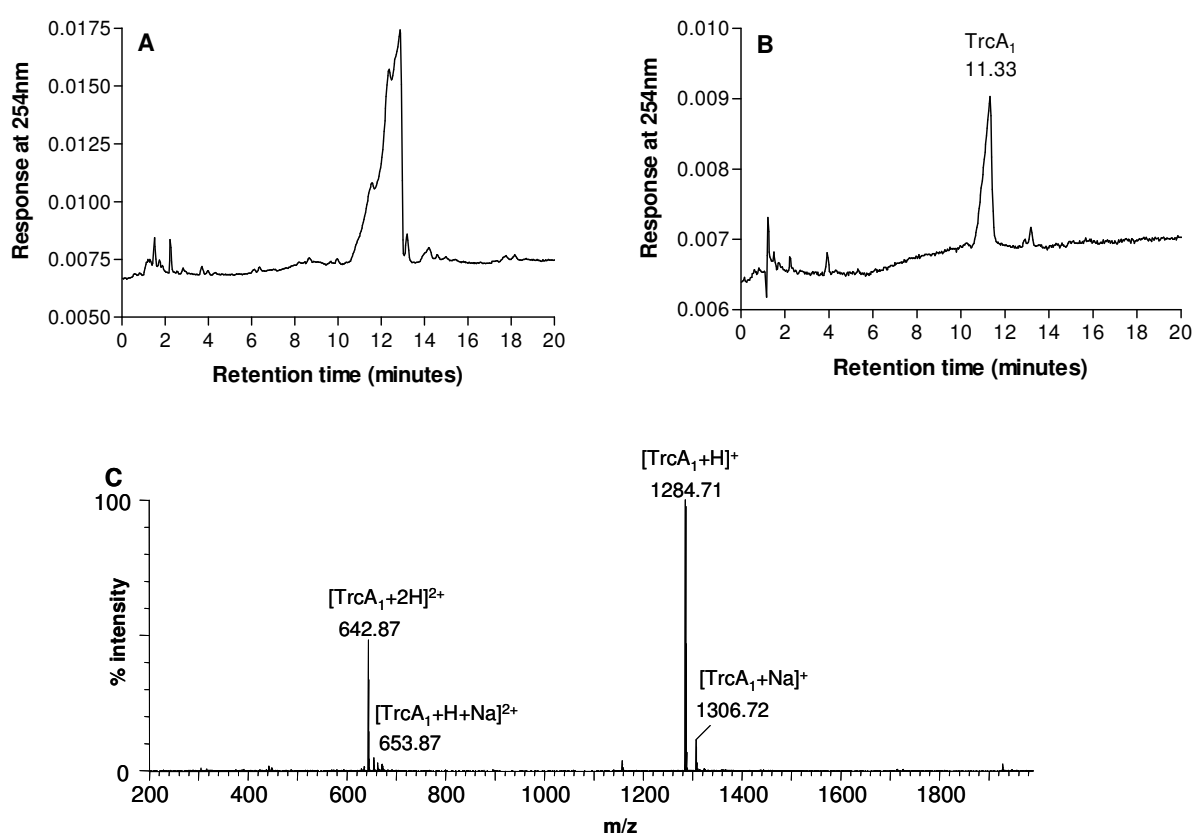 A
Response at 254nm
0.0175
0.0150
0.0125
0.0100
0.0075
0.0050
0 2 4 6 8 10 12 14 16 18 20
Retention time (minutes)
B
TrcA₁
11.33
Response at 254nm
0.010
0.009
0.008
0.007
0.006
0 2 4 6 8 10 12 14 16 18 20
Retention time (minutes)
C
[TrcA₁+H]⁺
1284.71
100
[TrcA₁+2H]²⁺
642.87
% intensity
[TrcA₁+Na]⁺
1306.72
[TrcA₁+H+Na]²⁺
653.87
0
200 400 600 800 1000 1200 1400 1600 1800
m/z